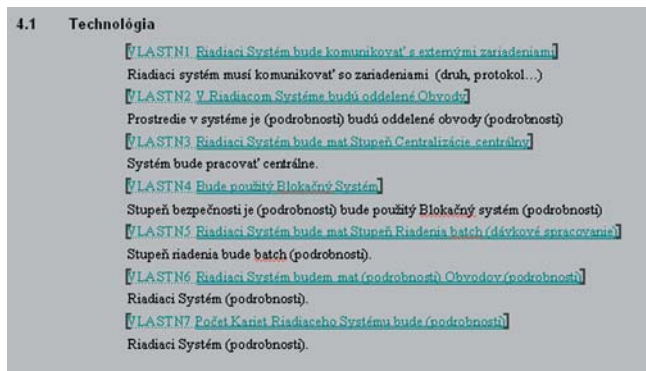 4.1 Technológia
[VLASTN1 Riadiaci Systém bude komunikovať s externými zariadeniami]
Riadiaci systém musí komunikovať so zariadeniami (druh, protokol...)
[VLASTN2 V Riadiacom Systéme budú oddelené Obvody]
Prostredie v systéme je (podrobnosti) budú oddelené obvody (podrobnosti)
[VLASTN3 Riadiaci Systém bude mat Stupeň Centralizácie centrálny]
Systém bude pracovať centrálne.
[VLASTN4 Bude použitý Blokačný Systém]
Stupeň bezpečnosti je (podrobnosti) bude použitý Blokačný systém (podrobnosti)
[VLASTN5 Riadiaci Systém bude mat Stupeň Riadenia batch (dávkové spracovanie)]
Stupeň riadenia bude batch (podrobnosti).
[VLASTN6 Riadiaci Systém budem mat (podrobnosti) Obvodov (podrobnosti)]
Riadiaci Systém (podrobnosti).
[VLASTN7 Počet Kariet Riadiaceho Systému bude (podrobnosti)]
Riadiaci Systém (podrobnosti).